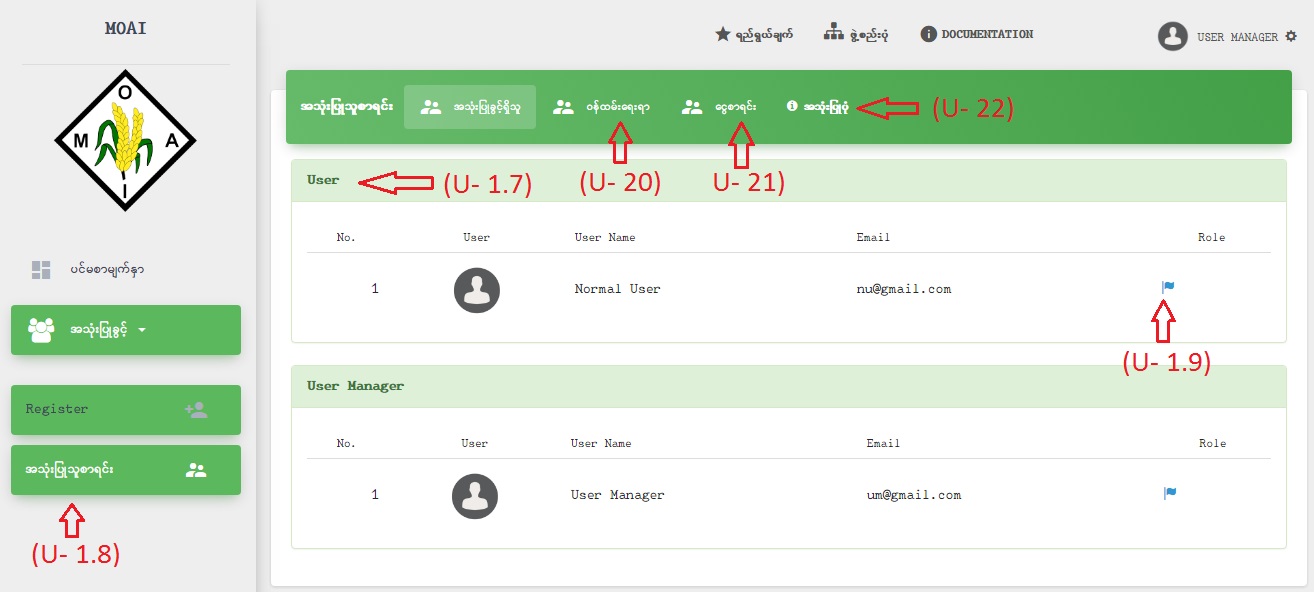 MOAI
ရည်ရွယ်ချက်
ဖွဲ့စည်းပုံ
DOCUMENTATION
USER MANAGER
O
M A
I
အသုံးပြုသူစာရင်း
အသုံးပြုခွင့်ရှိသူ
ဝန်ထမ်းရေးရာ
ငွေစာရင်း
အသုံးပြုပုံ
(U- 22)
User
(U- 1.7)
(U- 20)
U- 21)
No. User User Name Email Role
1 Normal User nu@gmail.com
(U- 1.9)
ပင်မစာမျက်နှာ
အသုံးပြုခွင့်
Register
အသုံးပြုသူစာရင်း
(U- 1.8)
User Manager
No. User User Name Email Role
1 User Manager um@gmail.com